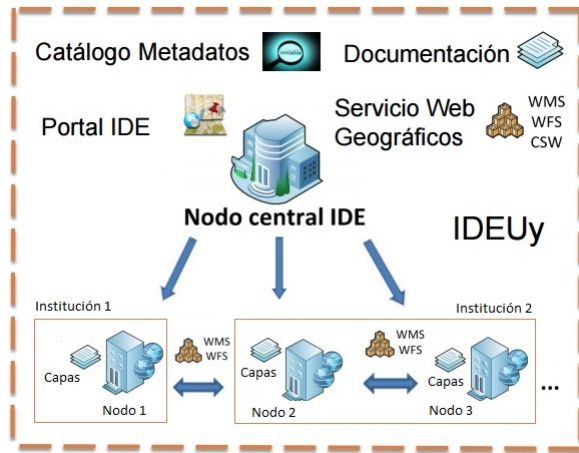 Catálogo Metadatos
Documentación
Portal IDE
Servicio Web
Geográficos
WMS
WFS
CSW
Nodo central IDE
IDEUy
Institución 1
Institución 2
WMS
WFS
WMS
WFS
Capas
Capas
Capas
...
Nodo 1
Nodo 2
Nodo 3